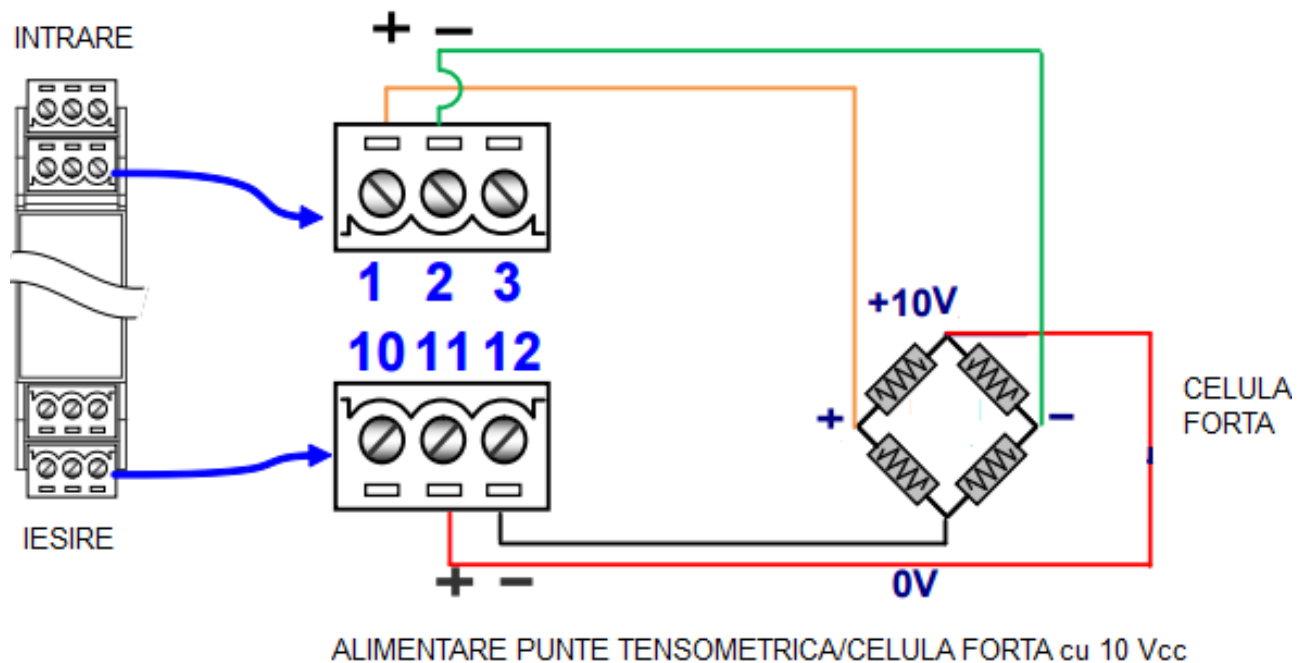 + −
INTRARE
1 2 3
10 11 12
+10V
+ −
CELULA
FORTA
IESIRE
+ −
0V
ALIMENTARE PUNTE TENSOMETRICA/CELULA FORTA cu 10 Vcc